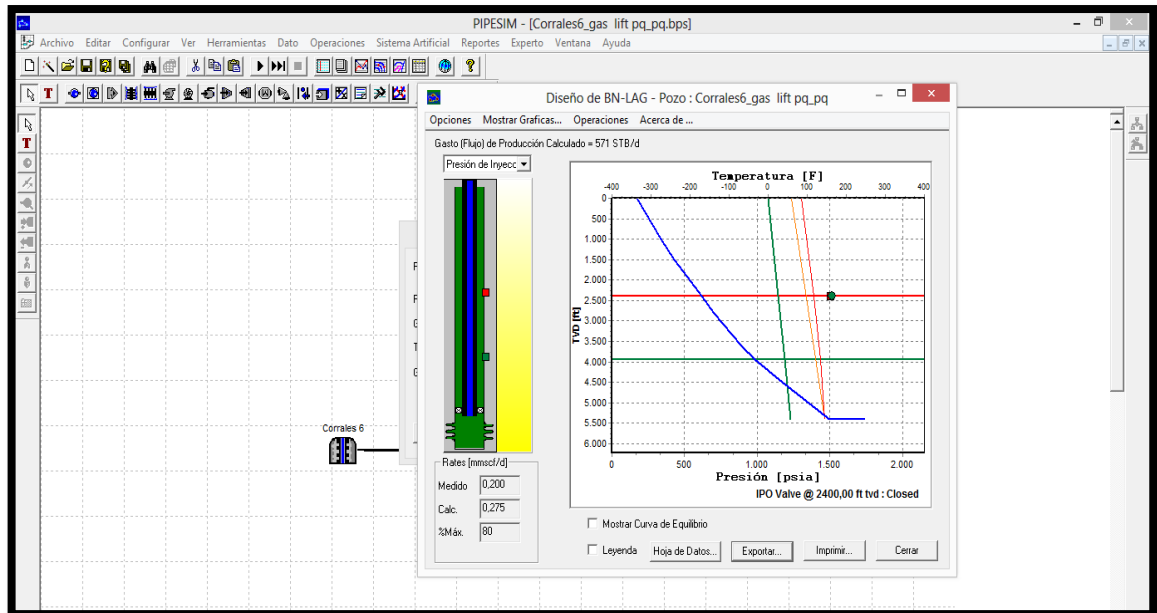 PIPESIM - [Corrales6_gas lift pq_pq.bps]
Archivo Editar Configurar Ver Herramientas Dato Operaciones Sistema Artificial Reportes Experto Ventana Ayuda
Diseño de BN-LAG - Pozo : Corrales6_gas lift pq_pq
Opciones Mostrar Graficas... Operaciones Acerca de ...
Gasto (Flujo) de Producción Calculado = 571 STB/d
Presión de Inyecc
Temperatura [F]
-400 -300 -200 -100 0 100 200 300 400
0
500
1.000
1.500
2.000
2.500
3.000
3.500
4.000
4.500
5.000
5.500
6.000
TVD [ft]
0 500 1.000 1.500 2.000
Presión [psia]
IPO Valve @ 2400,00 ft tvd : Closed
Corrales 6
Rates [mmscf/d]
Medido 0,200
Calc. 0,275
%Máx. 80
Mostrar Curva de Equilibrio
Leyenda Hoja de Datos... Exportar... Imprimir... Cerrar